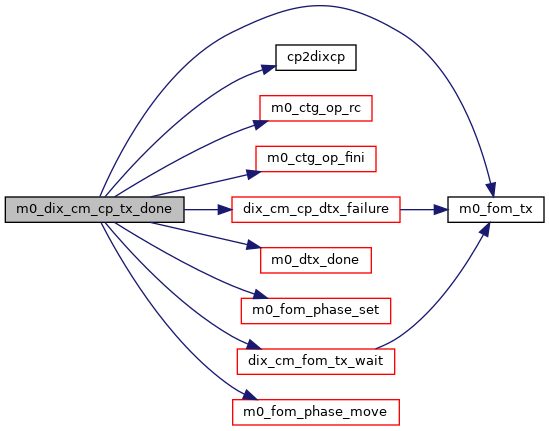 cp2dixcp
m0_ctg_op_rc
m0_ctg_op_fini
m0_dix_cm_cp_tx_done
dix_cm_cp_dtx_failure
m0_fom_tx
m0_dtx_done
m0_fom_phase_set
dix_cm_fom_tx_wait
m0_fom_phase_move